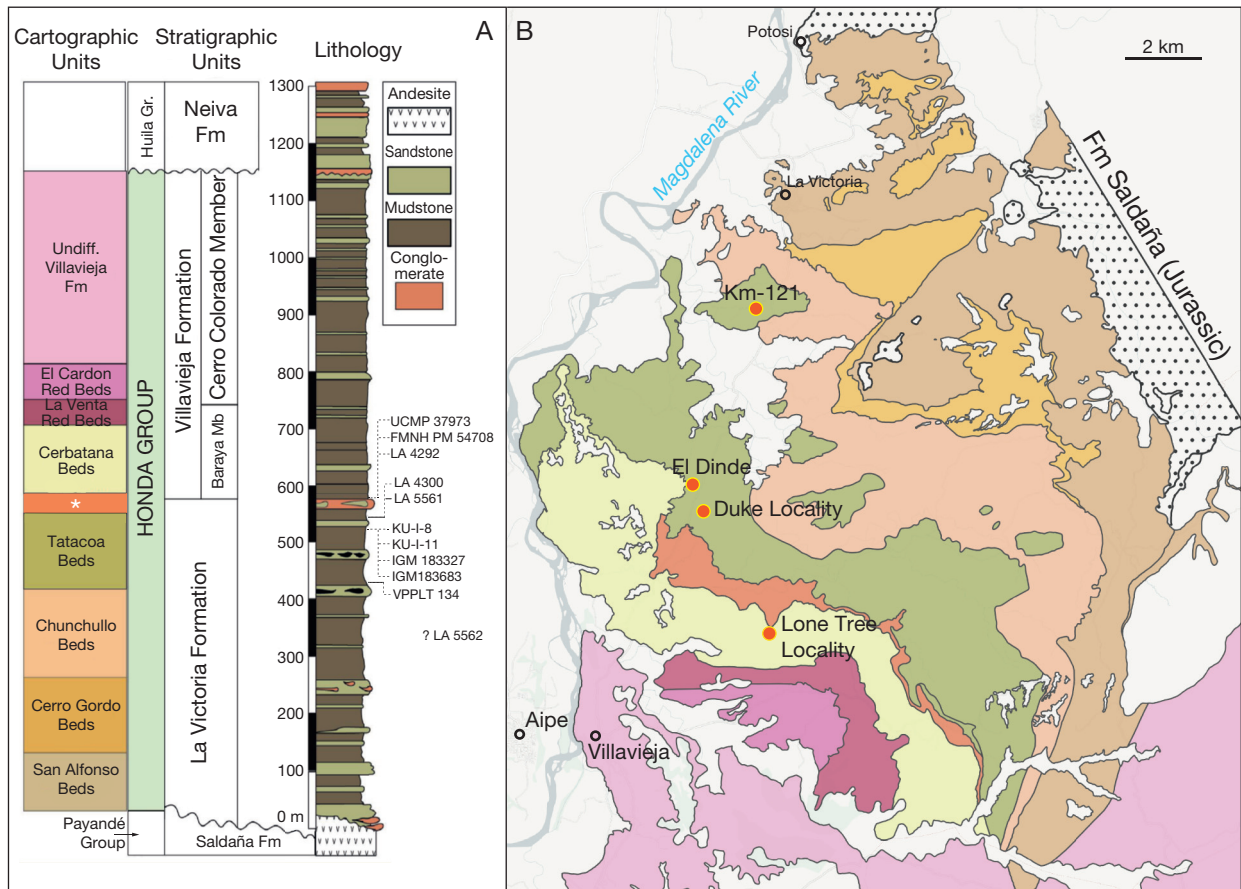 A
Cartographic
Units
Stratigraphic
Units
Lithology
Huila Gr.
Neiva
Fm
Undiff.
Villavieja
Fm
El Cardon
Red Beds
La Venta
Red Beds
Cerbatana
Beds
*
Tatacoa
Beds
Chunchullo
Beds
Cerro Gordo
Beds
San Alfonso
Beds
Payandé
Group
HONDA GROUP
Villavieja Formation
Cerro Colorado Member
Baraya Mb
La Victoria Formation
Saldaña Fm
1300
1200
1100
1000
900
800
700
600
500
400
300
200
100
0 m
Andesite
Sandstone
Mudstone
Conglo-
merate
UCMP 37973
FMNH PM 54708
LA 4292
LA 4300
LA 5561
KU-I-8
KU-I-11
IGM 183327
IGM183683
VPPLT 134
? LA 5562
B
Potosi
2 km
Magdalena River
La Victoria
Fm Saldaña (Jurassic)
Km-121
El Dinde
Duke Locality
Lone Tree
Locality
Aipe
Villavieja